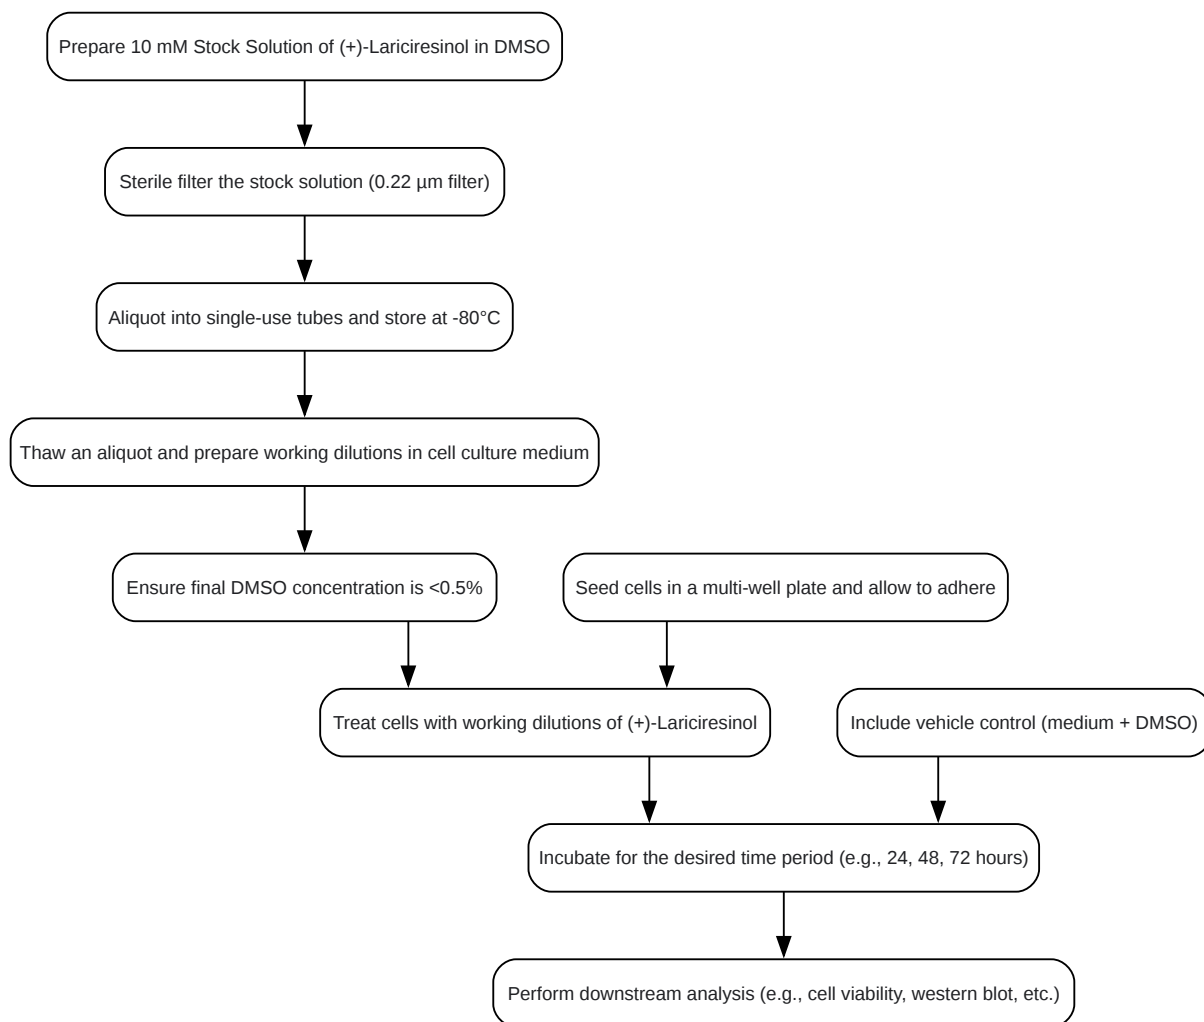 Prepare 10 mM Stock Solution of (+)-Lariciresinol in DMSO
Sterile filter the stock solution (0.22 µm filter)
Aliquot into single-use tubes and store at -80°C
Thaw an aliquot and prepare working dilutions in cell culture medium
Ensure final DMSO concentration is <0.5%
Seed cells in a multi-well plate and allow to adhere
Treat cells with working dilutions of (+)-Lariciresinol
Include vehicle control (medium + DMSO)
Incubate for the desired time period (e.g., 24, 48, 72 hours)
Perform downstream analysis (e.g., cell viability, western blot, etc.)